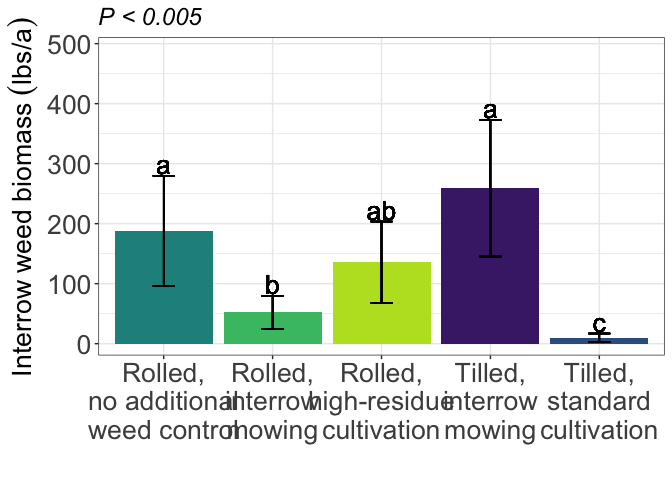 P < 0.005
Interrow weed biomass (lbs/a)
500
400
300
200
100
0
a
b
ab
a
c
Rolled,
no additional
weed control
Rolled,
interrow
mowing
Rolled,
high-residue
cultivation
Tilled,
interrow
mowing
Tilled,
standard
cultivation